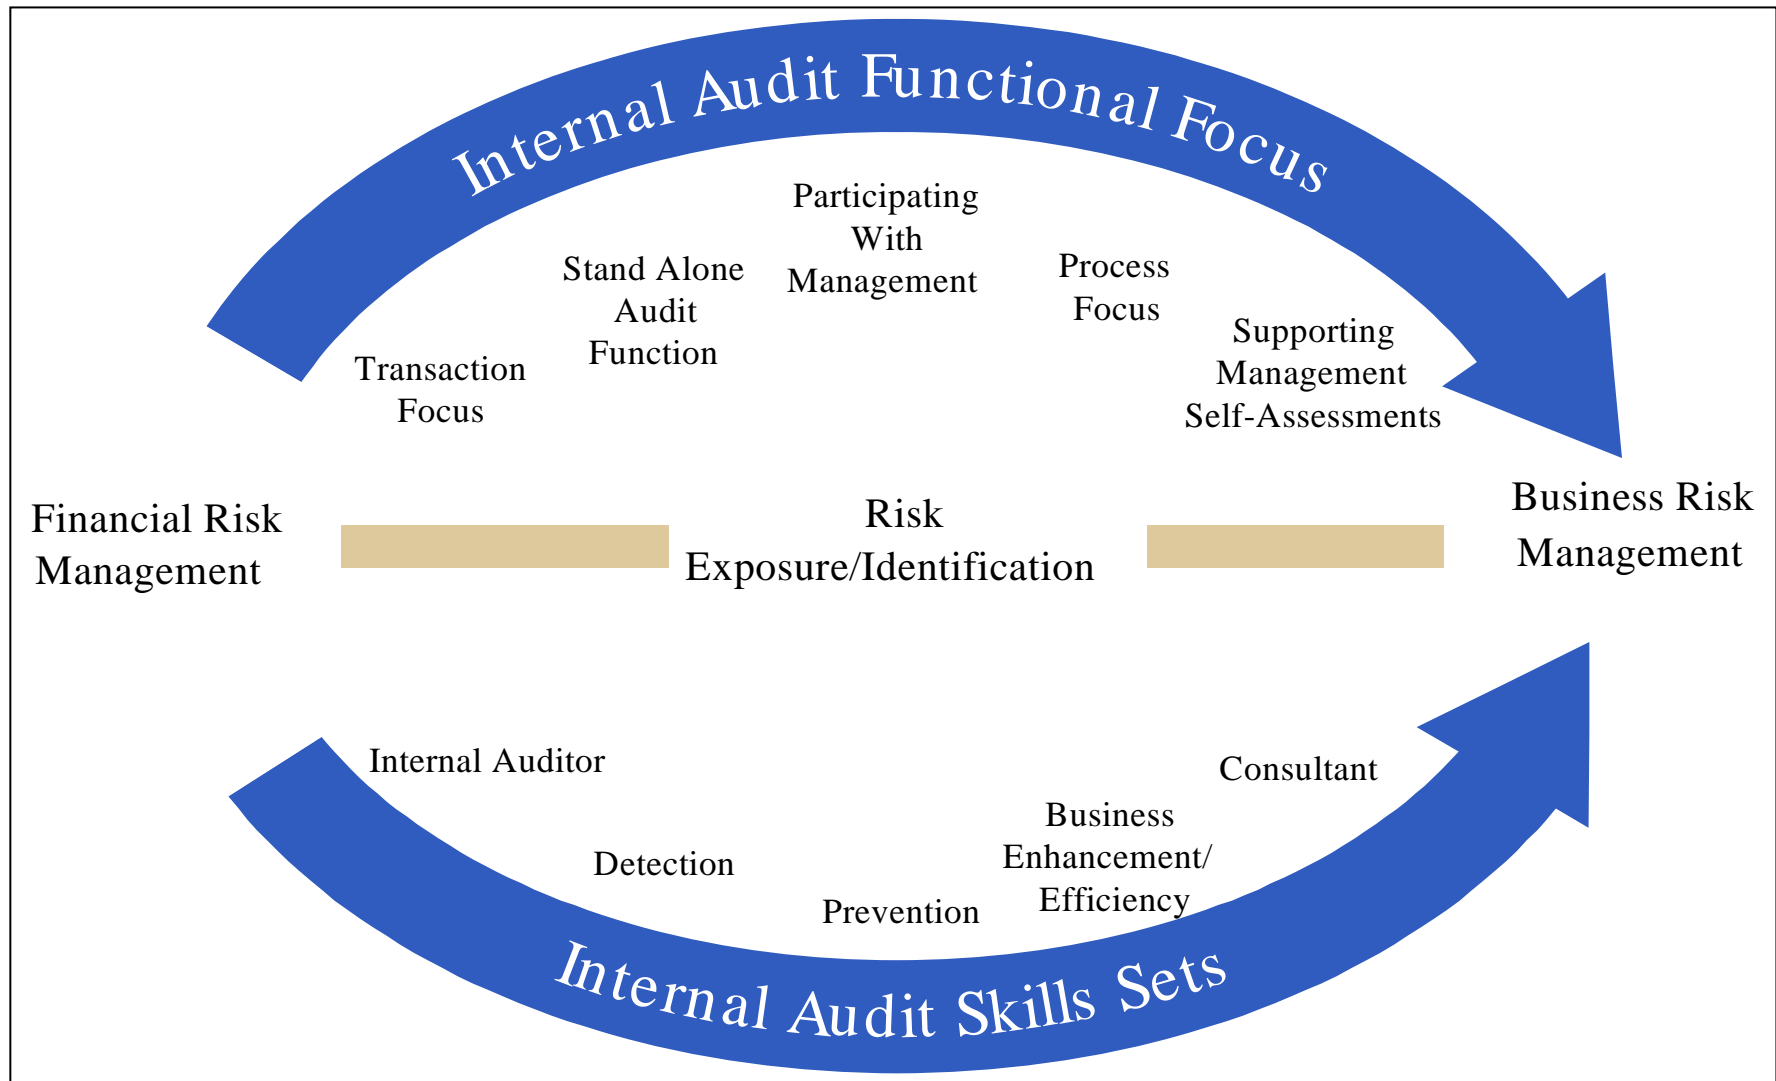 Internal Audit Functional Focus
Participating
With
Management
Stand Alone
Audit
Function
Process
Focus
Transaction
Focus
Supporting
Management
Self-Assessments
Financial Risk
Management
Risk
Exposure/Identification
Business Risk
Management
Internal Auditor
Detection
Prevention
Business
Enhancement/
Efficiency
Consultant
Internal Audit Skills Sets